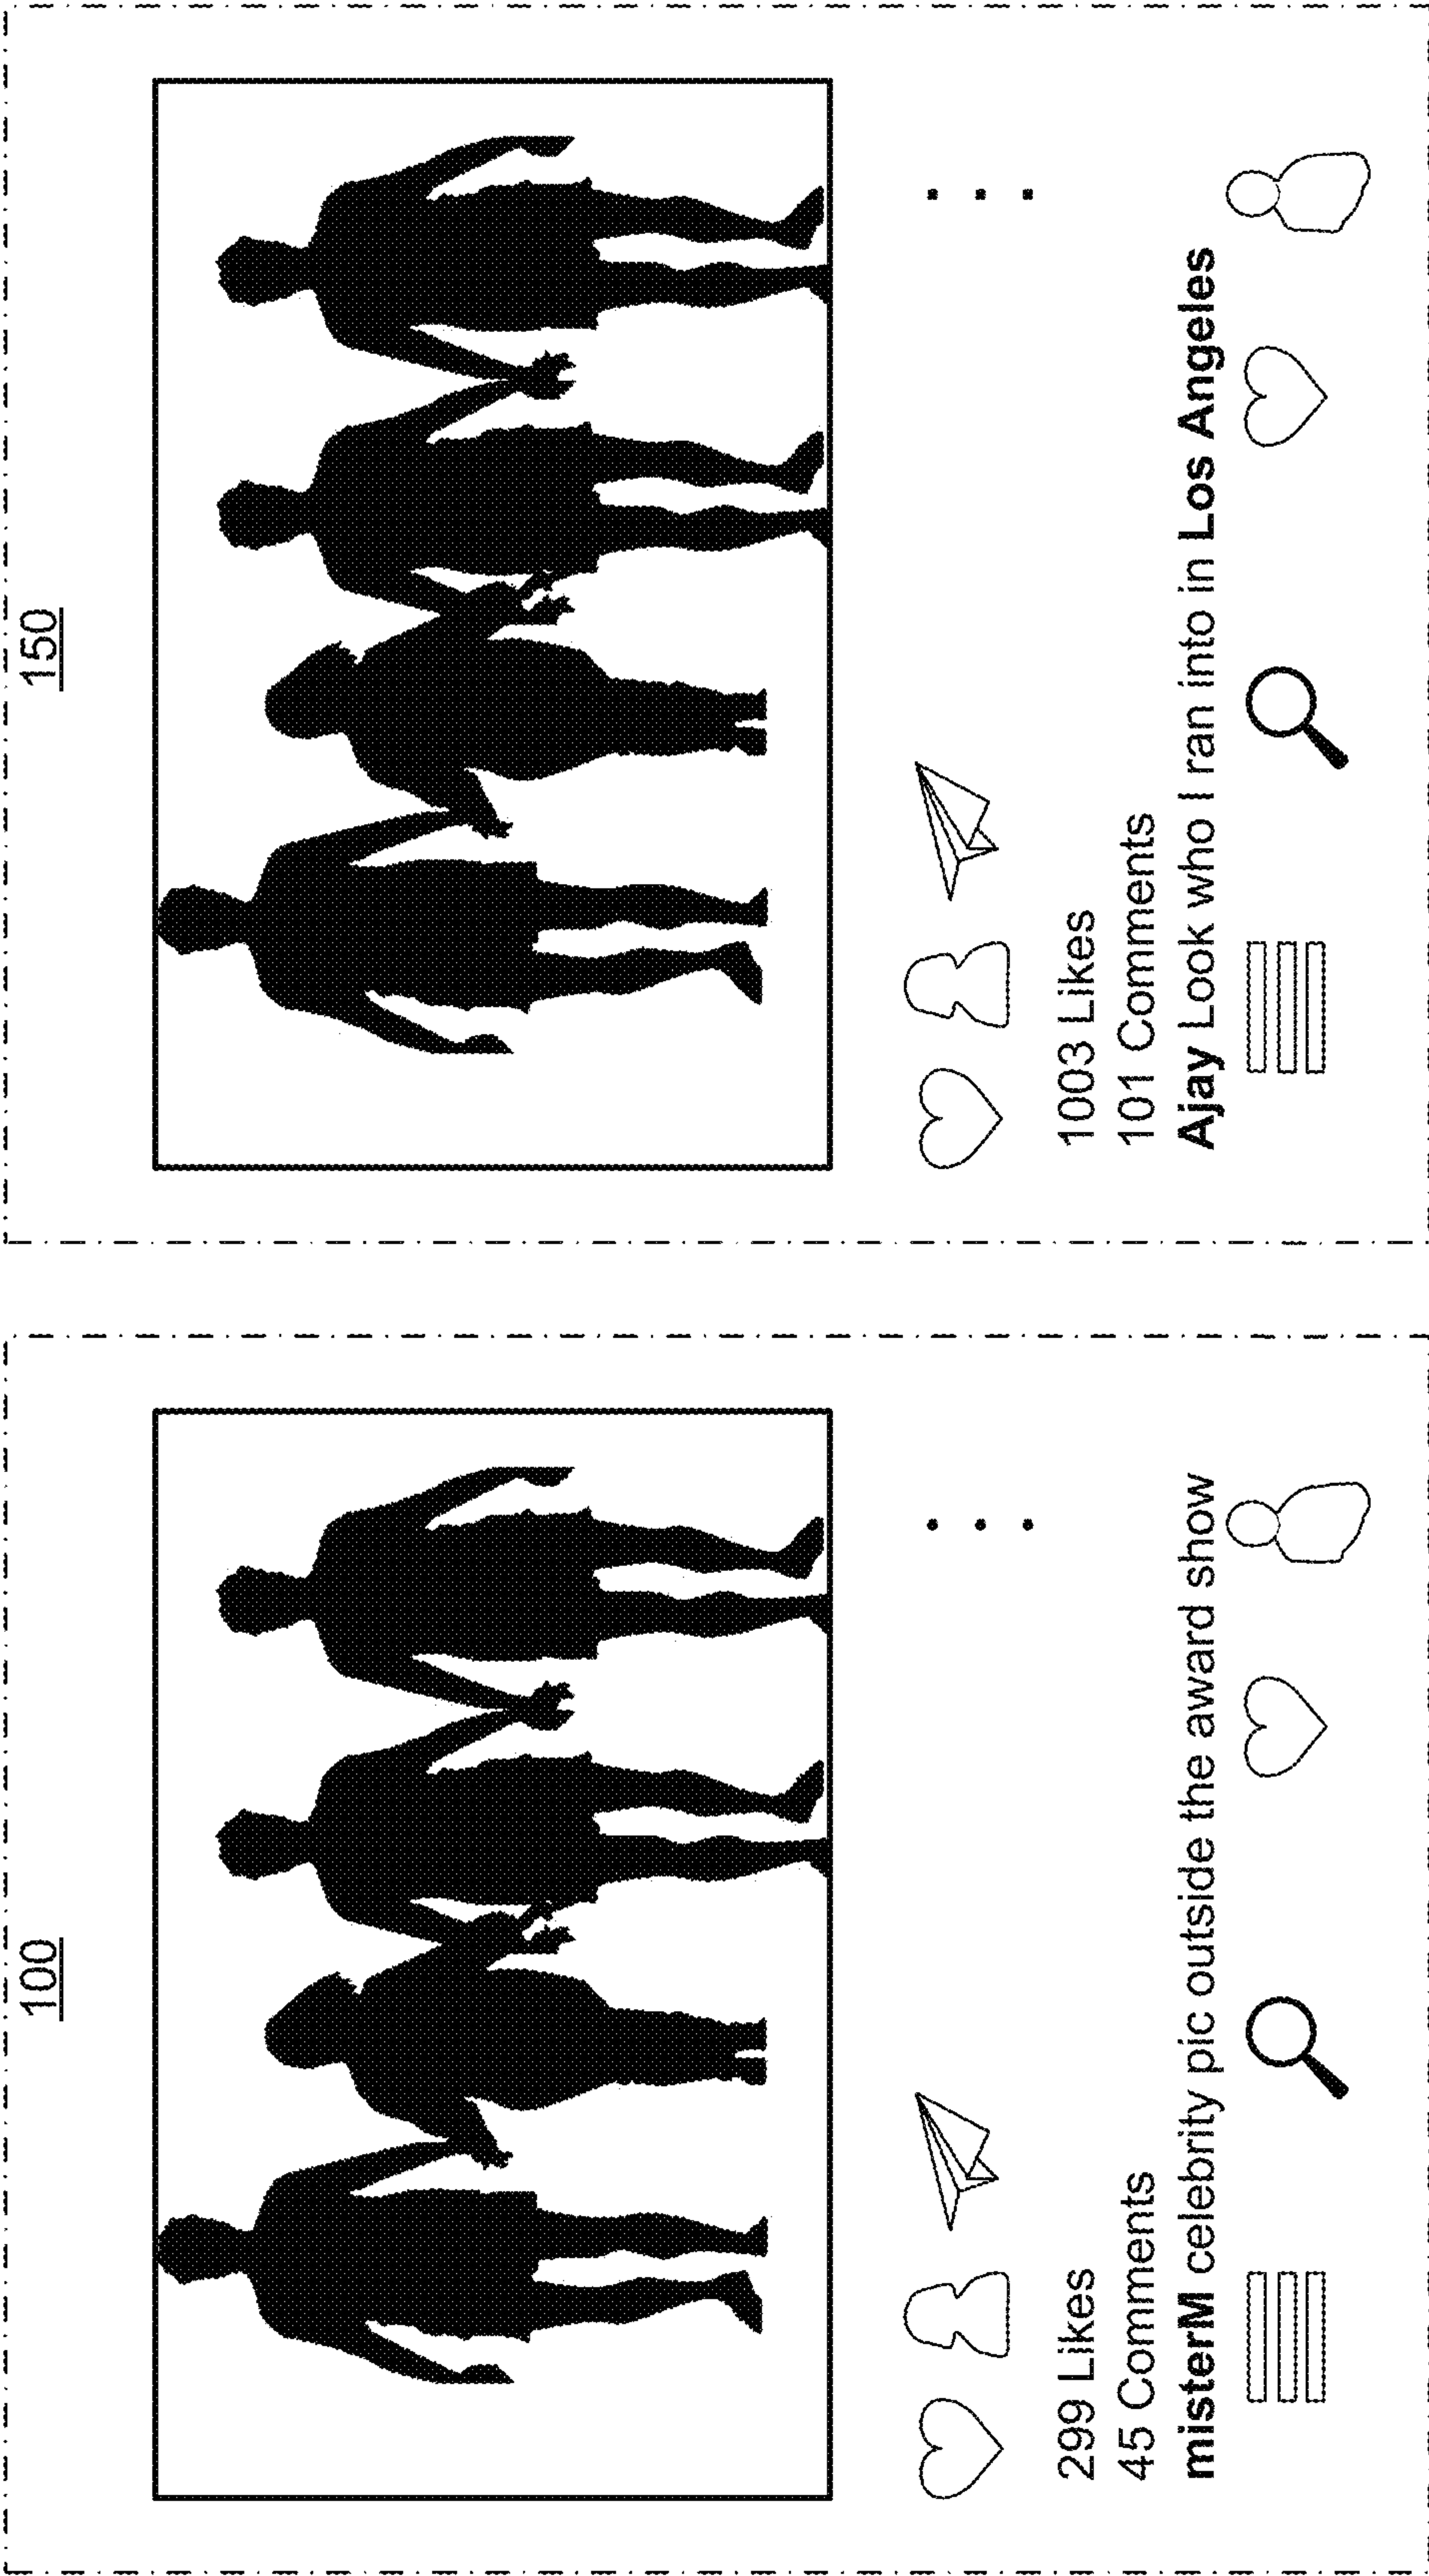 100
299 Likes
45 Comments
misterM celebrity pic outside the award show
150
1003 Likes
101 Comments
Ajay Look who I ran into in Los Angeles